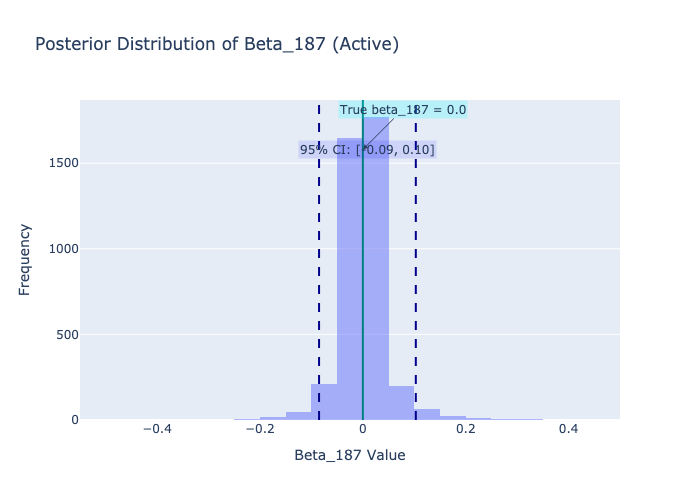 Posterior Distribution of Beta_187 (Active)
True beta_187 = 0.0
95% CI: [-0.09, 0.10]
1500
1000
500
0
Frequency
−0.4
−0.2
0
0.2
0.4
Beta_187 Value